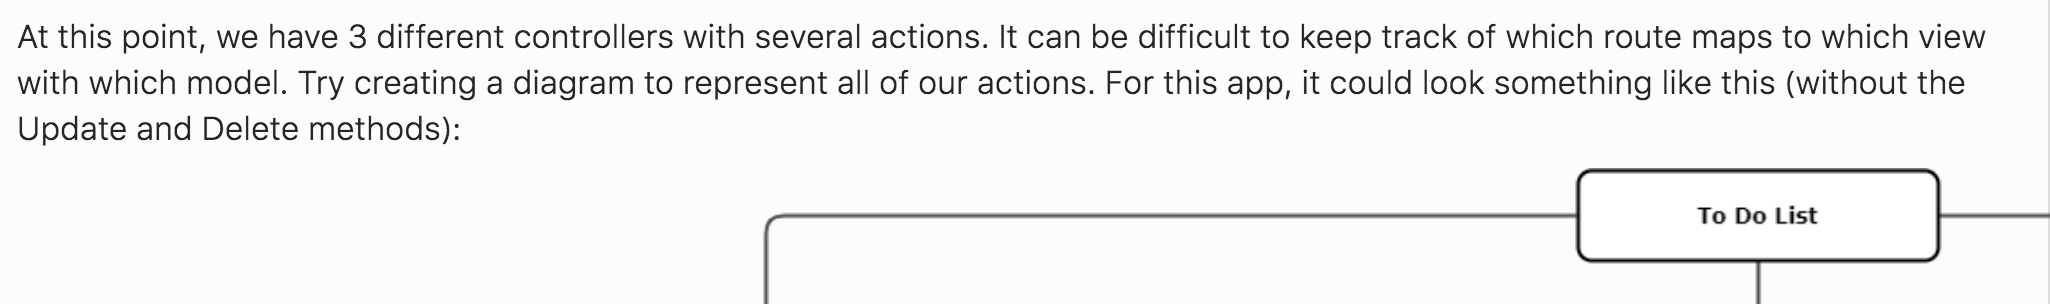 At this point, we have 3 different controllers with several actions. It can be difficult to keep track of which route maps to which view
with which model. Try creating a diagram to represent all of our actions. For this app, it could look something like this (without the
Update and Delete methods):
To Do List